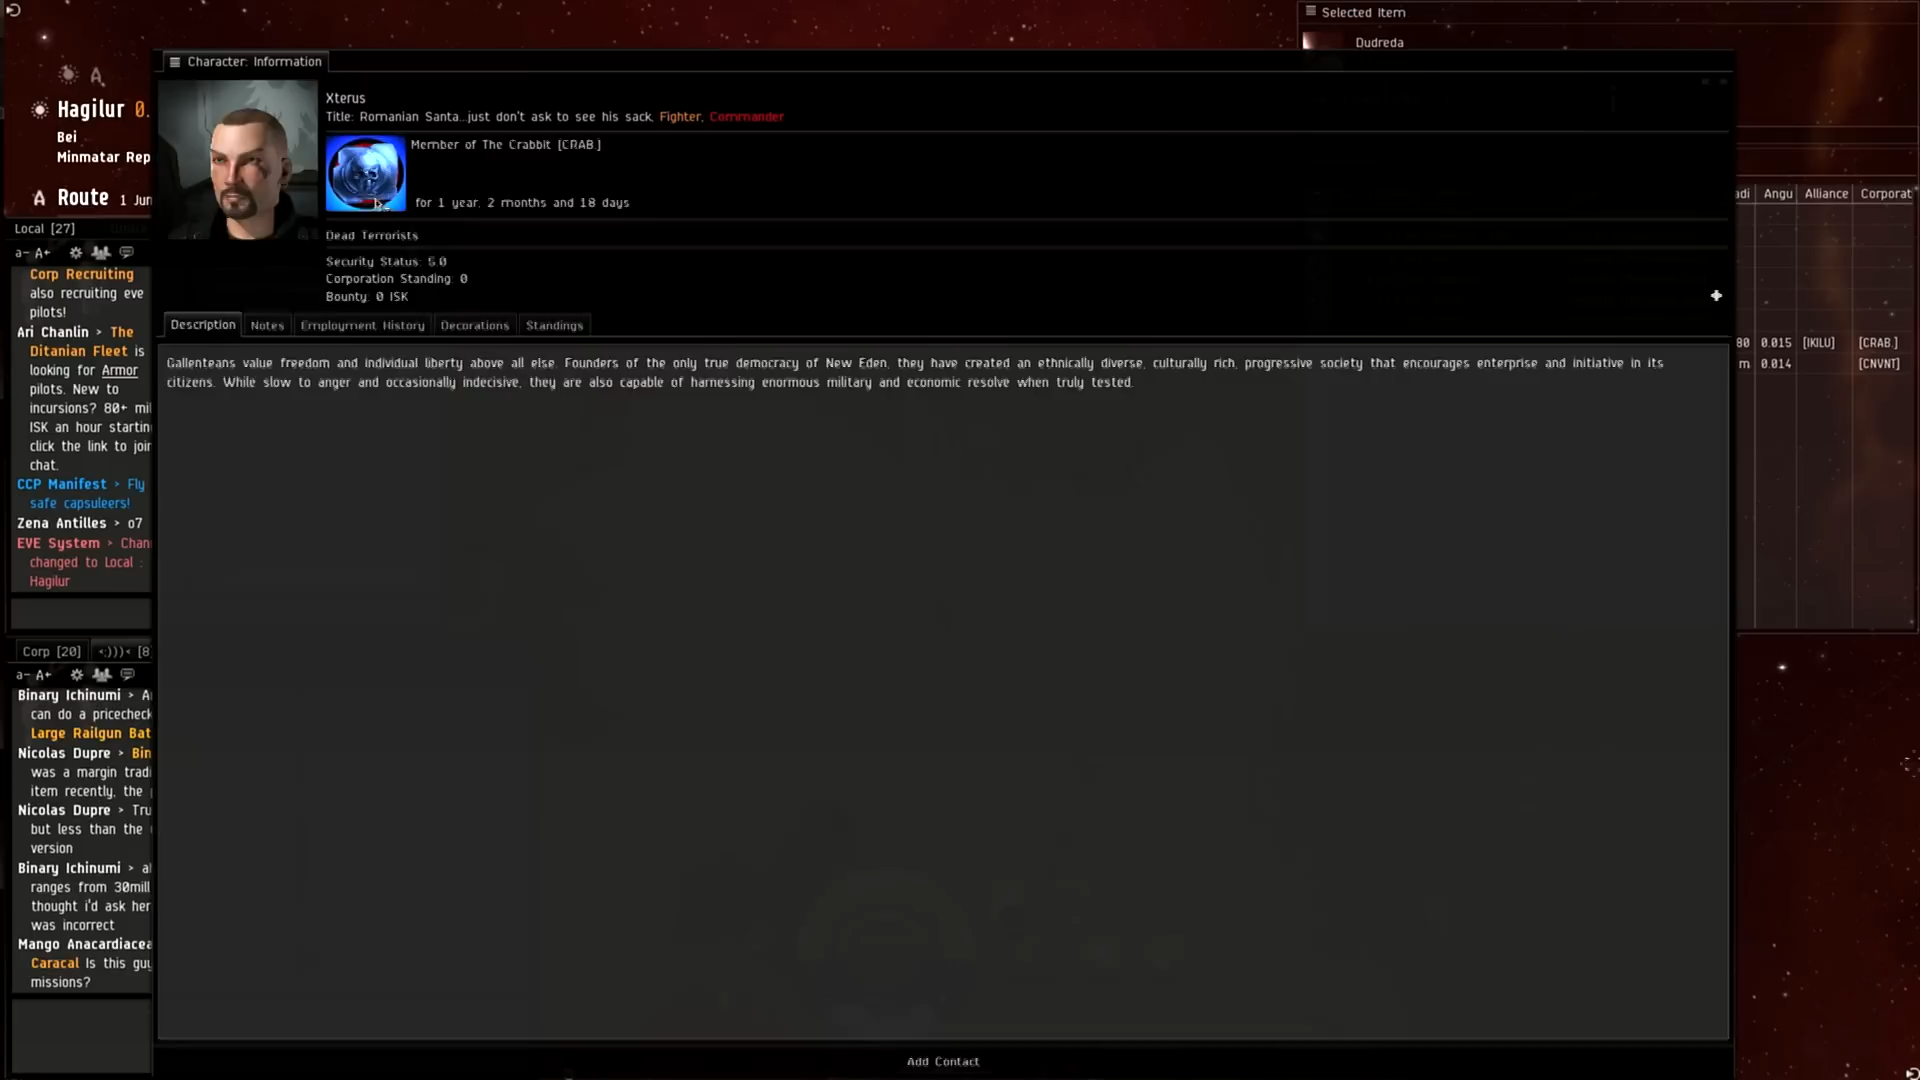 Selected Item
Dudreda
Character: Information
Hagilur 0.
Bei
Minmatar Rep
Route 1 Jun
Xterus
Title: Romanian Santa...just don't ask to see his sack, Fighter, Commander
Member of The Crabbit [CRAB.]
for 1 year, 2 months and 18 days
Dead Terrorists
Security Status: 5.0
Corporation Standing: 0
Bounty: 0 ISK
Description Notes Employment History Decorations Standings
Gallenteans value freedom and individual liberty above all else. Founders of the only true democracy of New Eden, they have created an ethnically diverse, culturally rich, progressive society that encourages enterprise and initiative in its
citizens. While slow to anger and occasionally indecisive, they are also capable of harnessing enormous military and economic resolve when truly tested.
Add Contact
adi Angu Alliance Corporat
80 0.015 [IKILU] [CRAB.]
m 0.014 [CNVNT]
Local [27]
a- A+
Corp Recruiting
also recruiting eve
pilots!
Ari Chanlin > The
Ditanian Fleet is
looking for Armor
pilots. New to
incursions? 80+ mil
ISK an hour startin
click the link to join
chat.
CCP Manifest > Fly
safe capsuleers!
Zena Antilles > o7
EVE System > Chan
changed to Local :
Hagilur
Corp [20] <:)))< [8
a- A+
Binary Ichinumi > A
can do a pricecheck
Large Railgun Bat
Nicolas Dupre > Bin
was a margin tradi
item recently, the
Nicolas Dupre > Tru
but less than the
version
Binary Ichinumi > a
ranges from 30mill
thought i'd ask her
was incorrect
Mango Anacardiacea
Caracal Is this guy
missions?